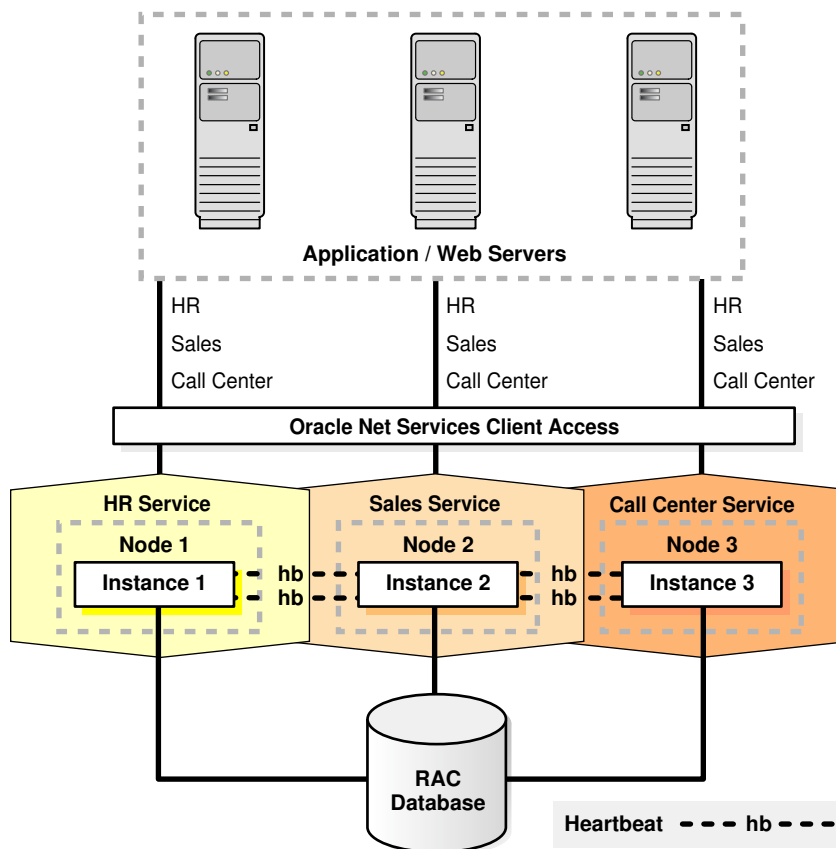 Application / Web Servers
HR
HR
HR
Sales
Sales
Sales
Call Center
Call Center
Call Center
Oracle Net Services Client Access
HR Service
Sales Service
Call Center Service
Node 1
Node 2
Node 3
Instance 1
hb
Instance 2
hb
Instance 3
hb
hb
RAC
Database
Heartbeat
hb